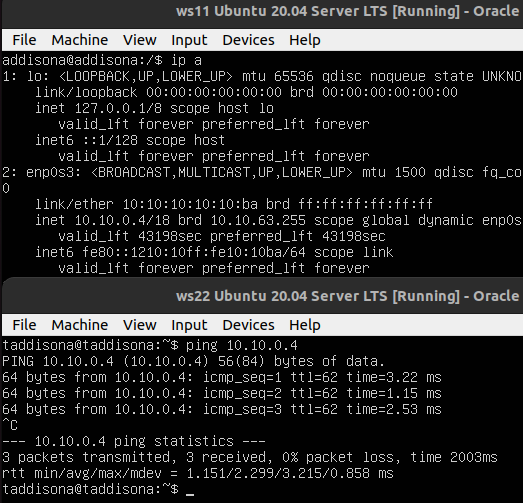 ws11 Ubuntu 20.04 Server LTS [Running] - Oracle
File Machine View Input Devices Help
addisona@addisona:/$ ip a
1: lo: <LOOPBACK,UP,LOWER_UP> mtu 65536 qdisc noqueue state UNKNO
link/loopback 00:00:00:00:00:00 brd 00:00:00:00:00:00
inet 127.0.0.1/8 scope host lo
valid_lft forever preferred_lft forever
inet6 ::1/128 scope host
valid_lft forever preferred_lft forever
2: enp0s3: <BROADCAST,MULTICAST,UP,LOWER_UP> mtu 1500 qdisc fq_co
0
link/ether 10:10:10:10:10:ba brd ff:ff:ff:ff:ff:ff
inet 10.10.0.4/18 brd 10.10.63.255 scope global dynamic enp0s
valid_lft 43198sec preferred_lft 43198sec
inet6 fe80::1210:10ff:fe10:10ba/64 scope link
valid_lft forever preferred_lft forever
ws22 Ubuntu 20.04 Server LTS [Running] - Oracle
File Machine View Input Devices Help
taddisona@taddisona:~$ ping 10.10.0.4
PING 10.10.0.4 (10.10.0.4) 56(84) bytes of data.
64 bytes from 10.10.0.4: icmp_seq=1 ttl=62 time=3.22 ms
64 bytes from 10.10.0.4: icmp_seq=2 ttl=62 time=1.15 ms
64 bytes from 10.10.0.4: icmp_seq=3 ttl=62 time=2.53 ms
^C
--- 10.10.0.4 ping statistics ---
3 packets transmitted, 3 received, 0% packet loss, time 2003ms
rtt min/avg/max/mdev = 1.151/2.299/3.215/0.858 ms
taddisona@taddisona:~$ _